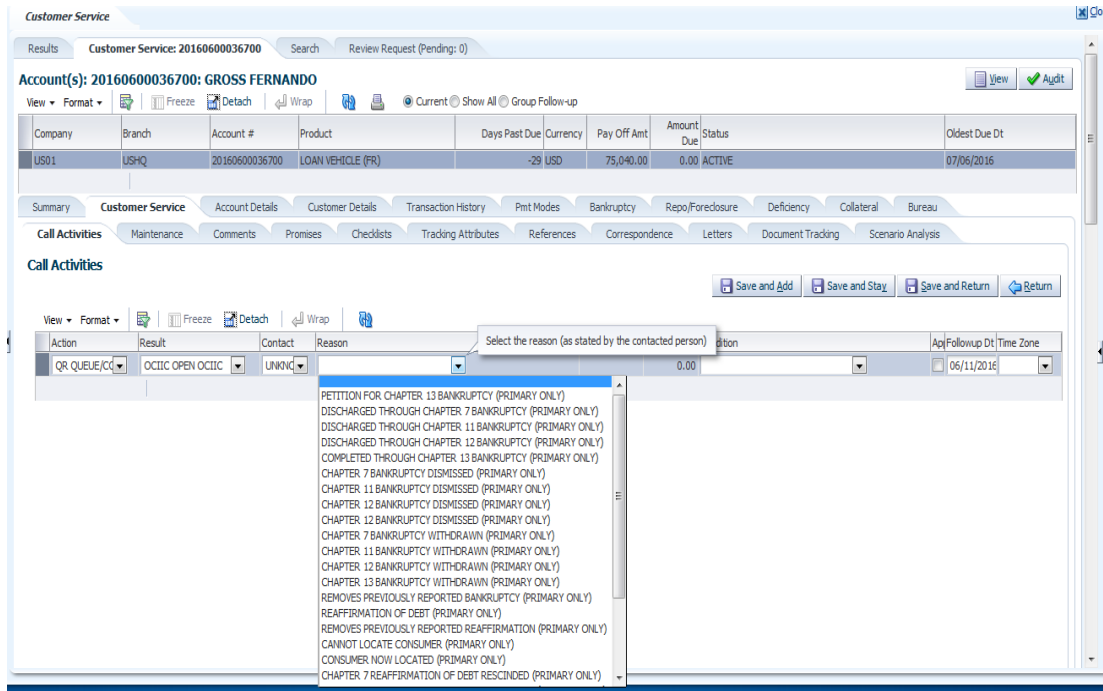 Customer Service
Clo
Results Customer Service: 20160600036700 Search Review Request (Pending: 0)
Account(s): 20160600036700: GROSS FERNANDO
View Audit
View Format Freeze Detach Wrap Current Show All Group Follow-up
Company Branch Account # Product Days Past Due Currency Pay Off Amt Amount Due Status Oldest Due Dt
US01 USHQ 20160600036700 LOAN VEHICLE (FR) -29 USD 75,040.00 0.00 ACTIVE 07/06/2016
Summary Customer Service Account Details Customer Details Transaction History Pmt Modes Bankruptcy Repo/Foreclosure Deficiency Collateral Bureau
Call Activities Maintenance Comments Promises Checklists Tracking Attributes References Correspondence Letters Document Tracking Scenario Analysis
Call Activities
Save and Add Save and Stay Save and Return Return
View Format Freeze Detach Wrap
Select the reason (as stated by the contacted person)
Action Result Contact Reason dition Ap Followup Dt Time Zone
QR QUEUE/CO OCIIC OPEN OCIIC UNKNO 0.00 06/11/2016
PETITION FOR CHAPTER 13 BANKRUPTCY (PRIMARY ONLY)
DISCHARGED THROUGH CHAPTER 7 BANKRUPTCY (PRIMARY ONLY)
DISCHARGED THROUGH CHAPTER 11 BANKRUPTCY (PRIMARY ONLY)
DISCHARGED THROUGH CHAPTER 12 BANKRUPTCY (PRIMARY ONLY)
COMPLETED THROUGH CHAPTER 13 BANKRUPTCY (PRIMARY ONLY)
CHAPTER 7 BANKRUPTCY DISMISSED (PRIMARY ONLY)
CHAPTER 11 BANKRUPTCY DISMISSED (PRIMARY ONLY)
CHAPTER 12 BANKRUPTCY DISMISSED (PRIMARY ONLY)
CHAPTER 12 BANKRUPTCY DISMISSED (PRIMARY ONLY)
CHAPTER 7 BANKRUPTCY WITHDRAWN (PRIMARY ONLY)
CHAPTER 11 BANKRUPTCY WITHDRAWN (PRIMARY ONLY)
CHAPTER 12 BANKRUPTCY WITHDRAWN (PRIMARY ONLY)
CHAPTER 13 BANKRUPTCY WITHDRAWN (PRIMARY ONLY)
REMOVES PREVIOUSLY REPORTED BANKRUPTCY (PRIMARY ONLY)
REAFFIRMATION OF DEBT (PRIMARY ONLY)
REMOVES PREVIOUSLY REPORTED REAFFIRMATION (PRIMARY ONLY)
CANNOT LOCATE CONSUMER (PRIMARY ONLY)
CONSUMER NOW LOCATED (PRIMARY ONLY)
CHAPTER 7 REAFFIRMATION OF DEBT RESCINDED (PRIMARY ONLY)